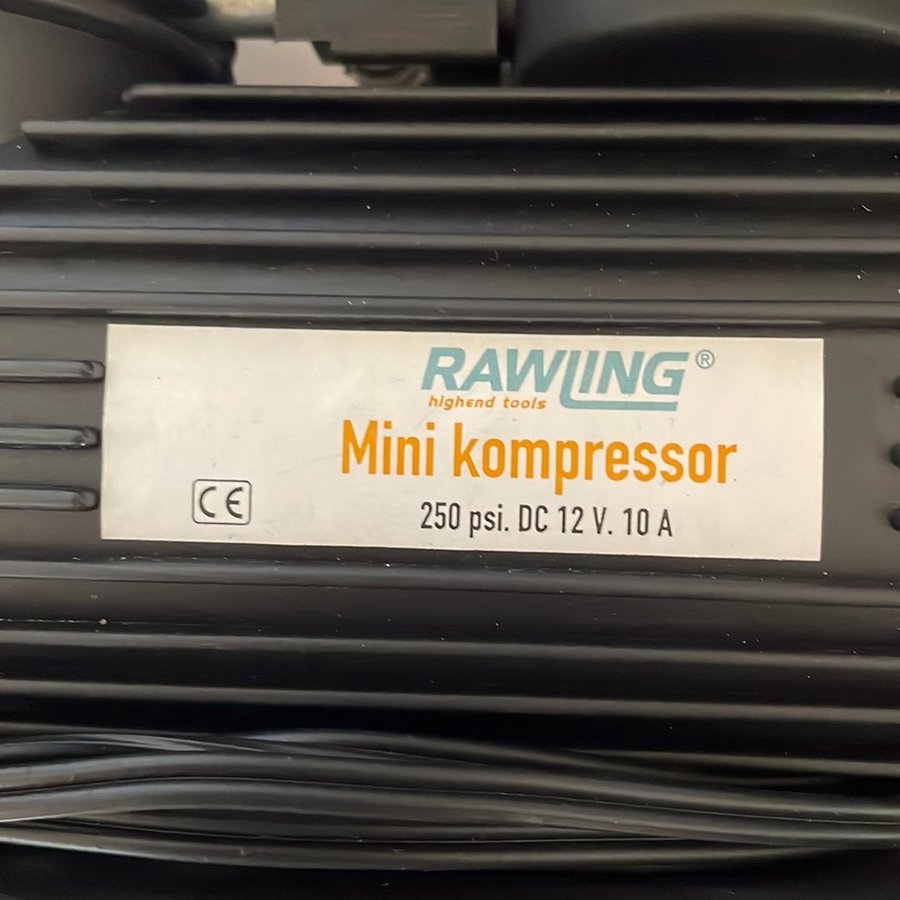 RAWLING®
highend tools
Mini kompressor
CE
250 psi. DC 12 V. 10 A